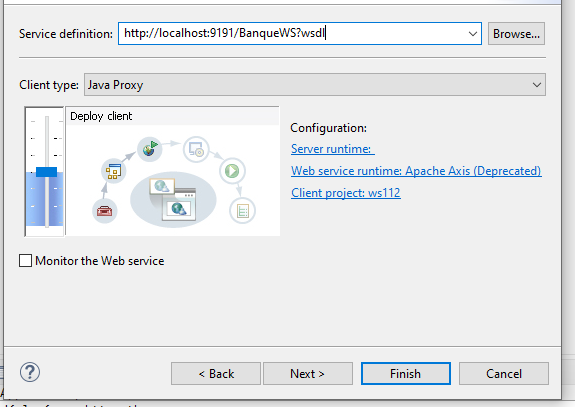 Service definition: http://localhost:9191/BanqueWS?wsdl Browse...
Client type: Java Proxy
Deploy client
Configuration:
Server runtime:
Web service runtime: Apache Axis (Deprecated)
Client project: ws112
Monitor the Web service
? < Back Next > Finish Cancel